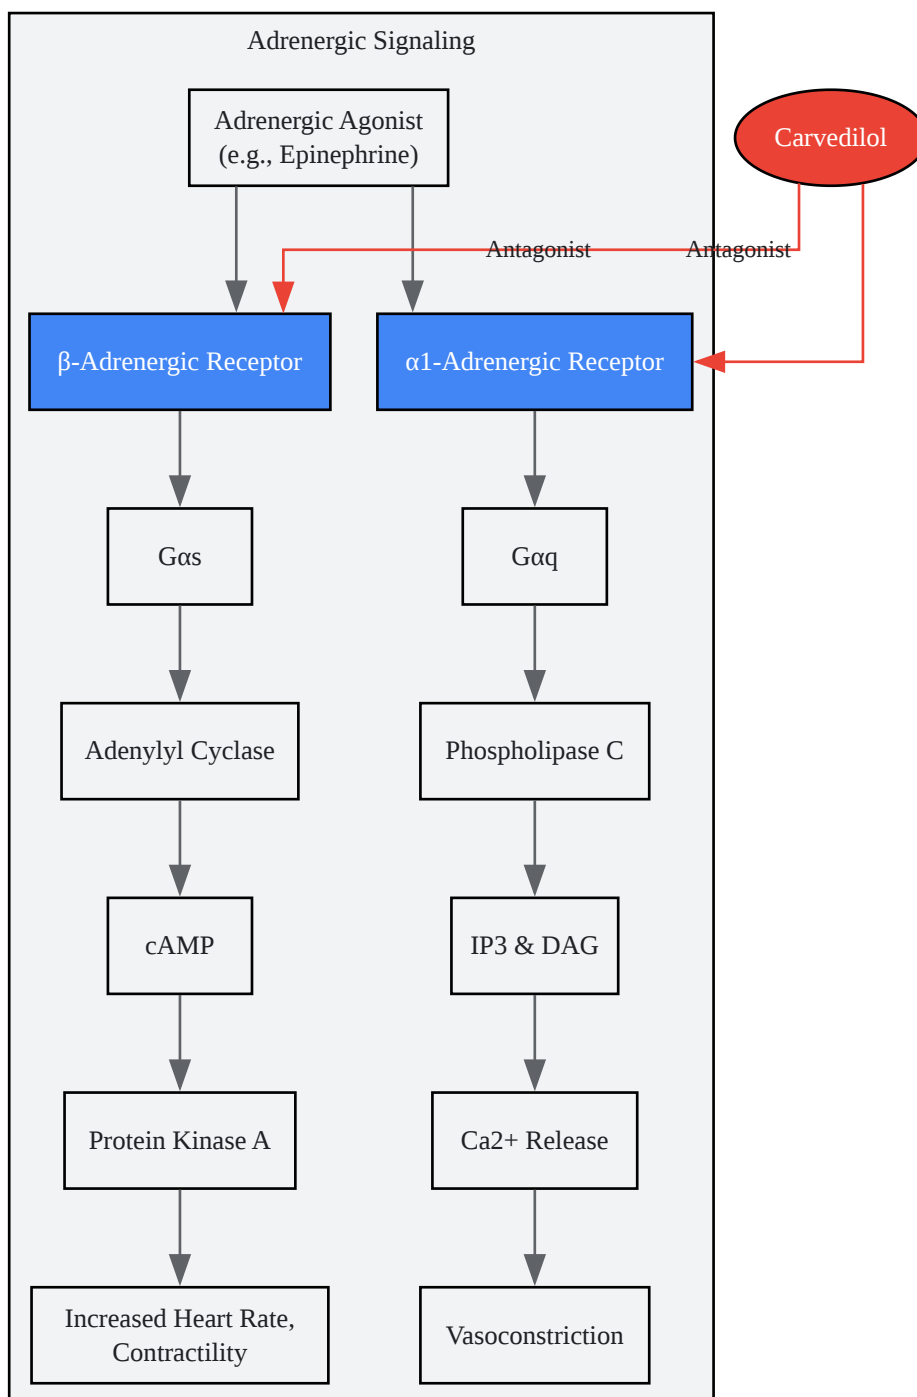 Adrenergic Signaling
Adrenergic Agonist
(e.g., Epinephrine)
Carvedilol
Antagonist
Antagonist
β-Adrenergic Receptor
α1-Adrenergic Receptor
Gαs
Gαq
Adenylyl Cyclase
Phospholipase C
cAMP
IP3 & DAG
Protein Kinase A
Ca2+ Release
Increased Heart Rate,
Contractility
Vasoconstriction